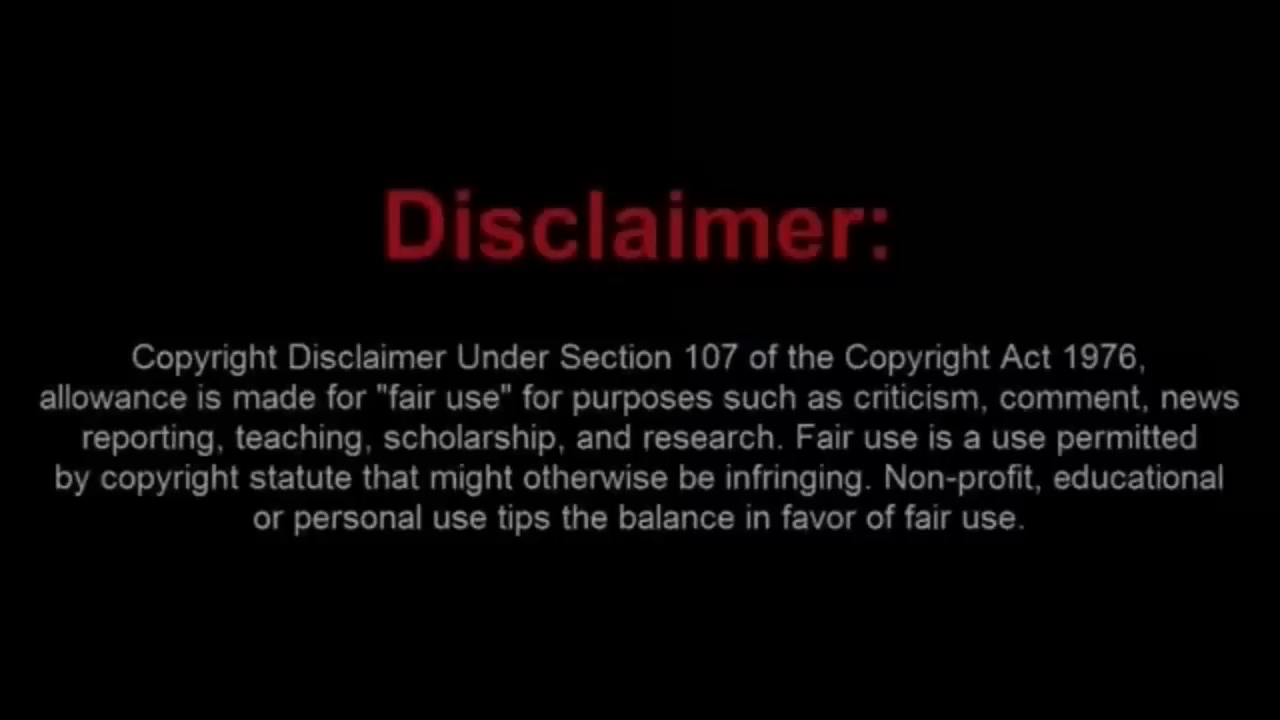 Disclaimer:
Copyright Disclaimer Under Section 107 of the Copyright Act 1976,
allowance is made for "fair use" for purposes such as criticism, comment, news
reporting, teaching, scholarship, and research. Fair use is a use permitted
by copyright statute that might otherwise be infringing. Non-profit, educational
or personal use tips the balance in favor of fair use.